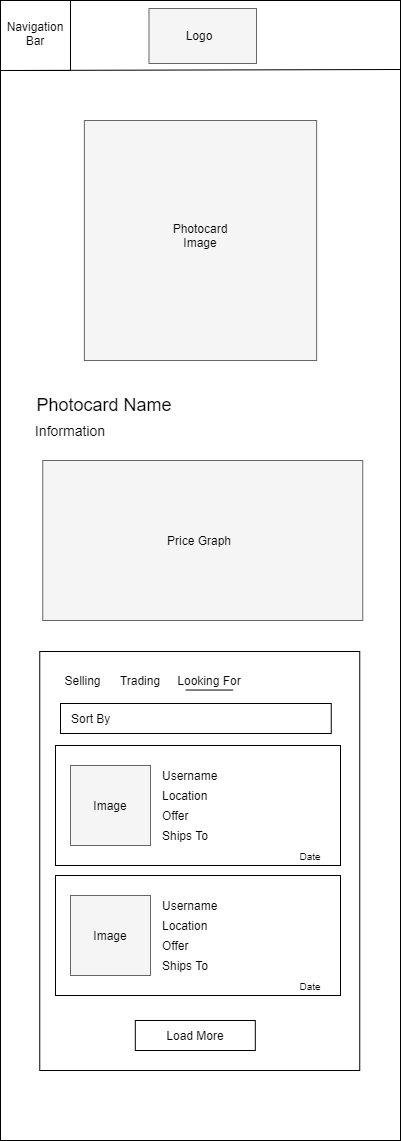 Navigation
Bar
Logo
Photocard
Image
Photocard Name
Information
Price Graph
Selling Trading Looking For
Sort By
Image
Username
Location
Offer
Ships To
Date
Image
Username
Location
Offer
Ships To
Date
Load More